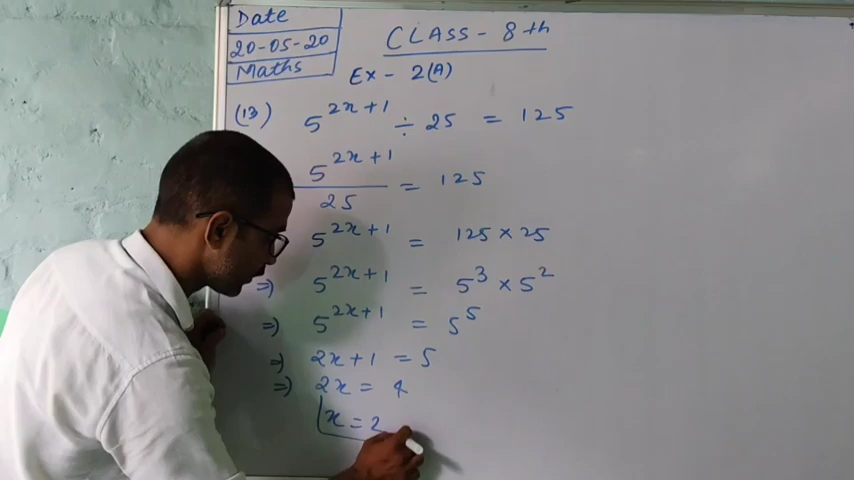 Date
20-05-20
Maths
CLASS - 8th
Ex - 2(A)
(13) 5^{2x+1} ÷ 25 = 125
5^{2x+1}/25 = 125
5^{2x+1} = 125 × 25
⇒) 5^{2x+1} = 5^3 × 5^2
⇒) 5^{2x+1} = 5^5
⇒) 2x+1 = 5
⇒) 2x = 4
x = 2